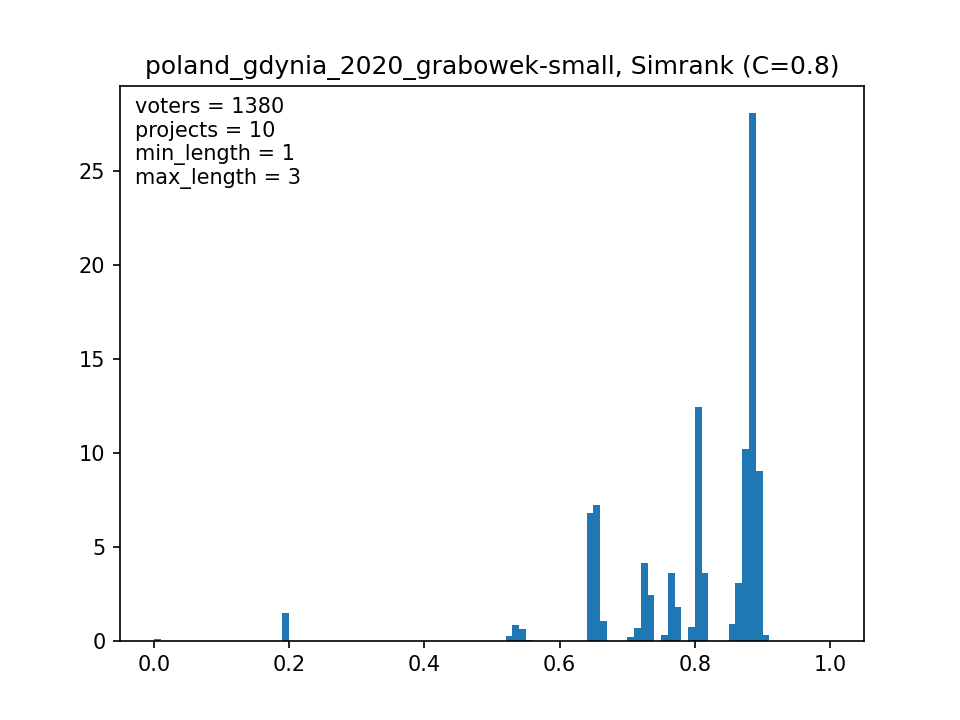 poland_gdynia_2020_grabowek-small, Simrank (C=0.8)
voters = 1380
projects = 10
min_length = 1
max_length = 3
25
20
15
10
5
0
0.0 0.2 0.4 0.6 0.8 1.0